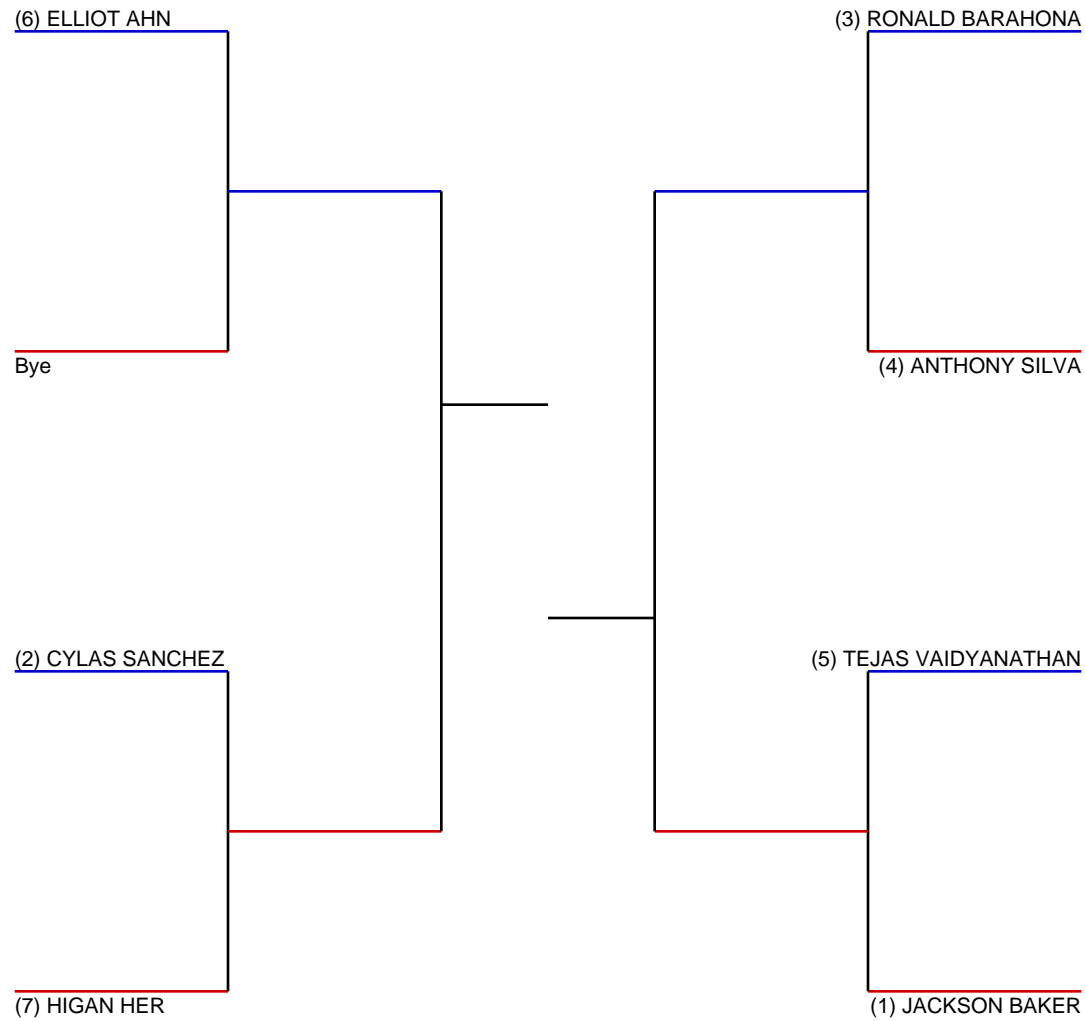 (6) ELLIOT AHN
(3) RONALD BARAHONA
Bye
(4) ANTHONY SILVA
(2) CYLAS SANCHEZ
(5) TEJAS VAIDYANATHAN
(7) HIGAN HER
(1) JACKSON BAKER